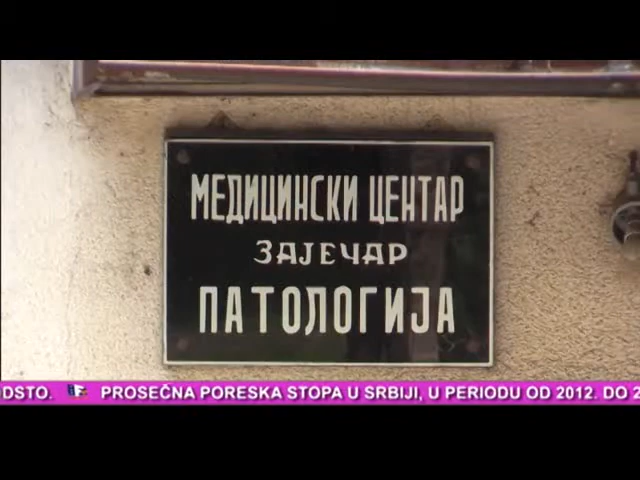 МЕДИЦИНСКИ ЦЕНТАР
ЗАЈЕЧАР
ПАТОЛОГИЈА
PROSEČNA PORESKA STOPA U SRBIJI, U PERIODU OD 2012. DO